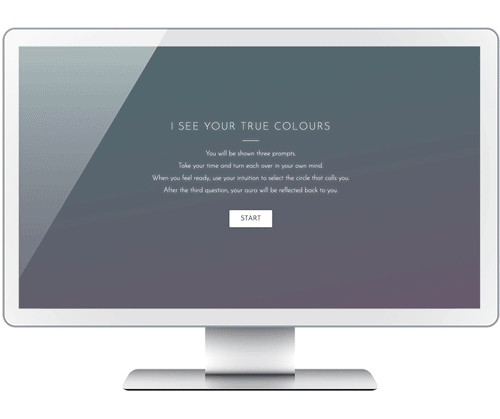 I SEE YOUR TRUE COLOURS
You will be shown three prompts.
Take your time and turn each over in your own mind.
When you feel ready, use your intuition to select the circle that calls you.
After the third question, your aura will be reflected back to you.
START